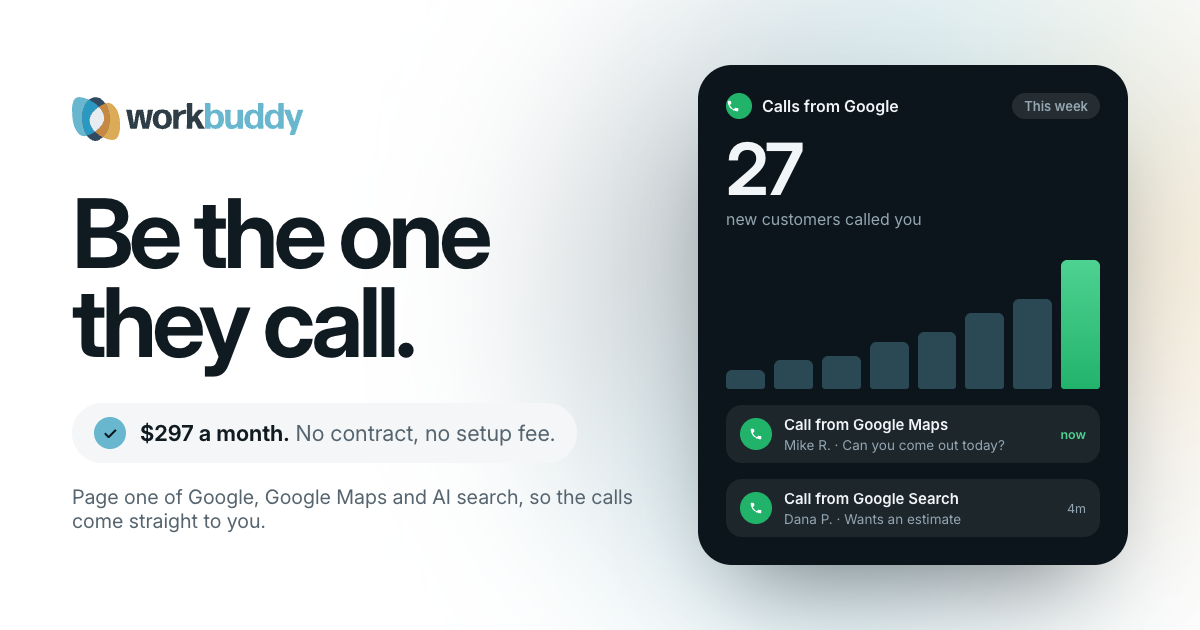 workbuddy
Be the one
they call.
$297 a month. No contract, no setup fee.
Page one of Google, Google Maps and AI search, so the calls
come straight to you.
Calls from Google
This week
27
new customers called you
Call from Google Maps
Mike R. · Can you come out today?
now
Call from Google Search
Dana P. · Wants an estimate
4m